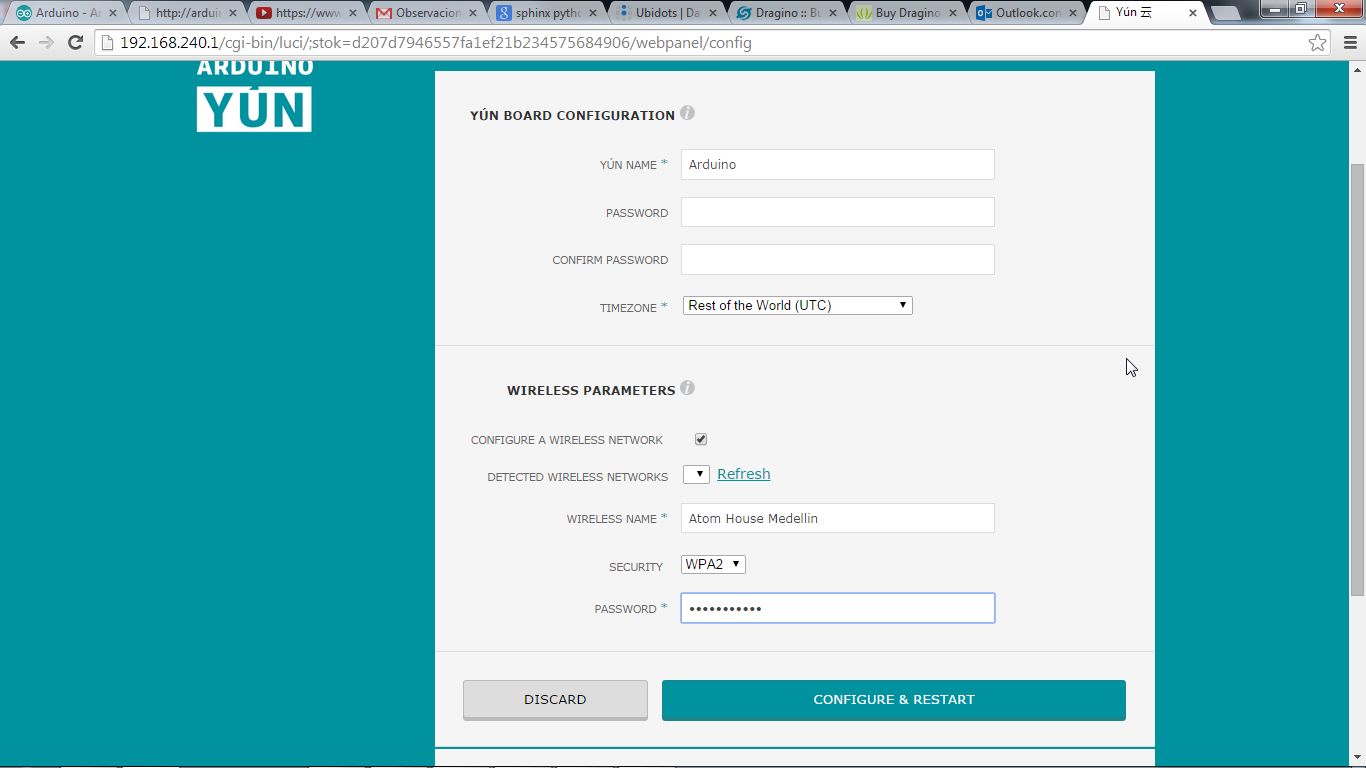 Arduino - Ar
http://arduin
https://www
Observacion
sphinx pytho
Ubidots | Da
Dragino :: Bu
Buy Dragino
Outlook.con
Yún 云
192.168.240.1/cgi-bin/luci/;stok=d207d7946557fa1ef21b234575684906/webpanel/config
ARDUINO
YÚN
YÚN BOARD CONFIGURATION i
YÚN NAME * Arduino
PASSWORD
CONFIRM PASSWORD
TIMEZONE * Rest of the World (UTC)
WIRELESS PARAMETERS i
CONFIGURE A WIRELESS NETWORK
DETECTED WIRELESS NETWORKS Refresh
WIRELESS NAME * Atom House Medellin
SECURITY WPA2
PASSWORD * •••••••••••
DISCARD CONFIGURE & RESTART